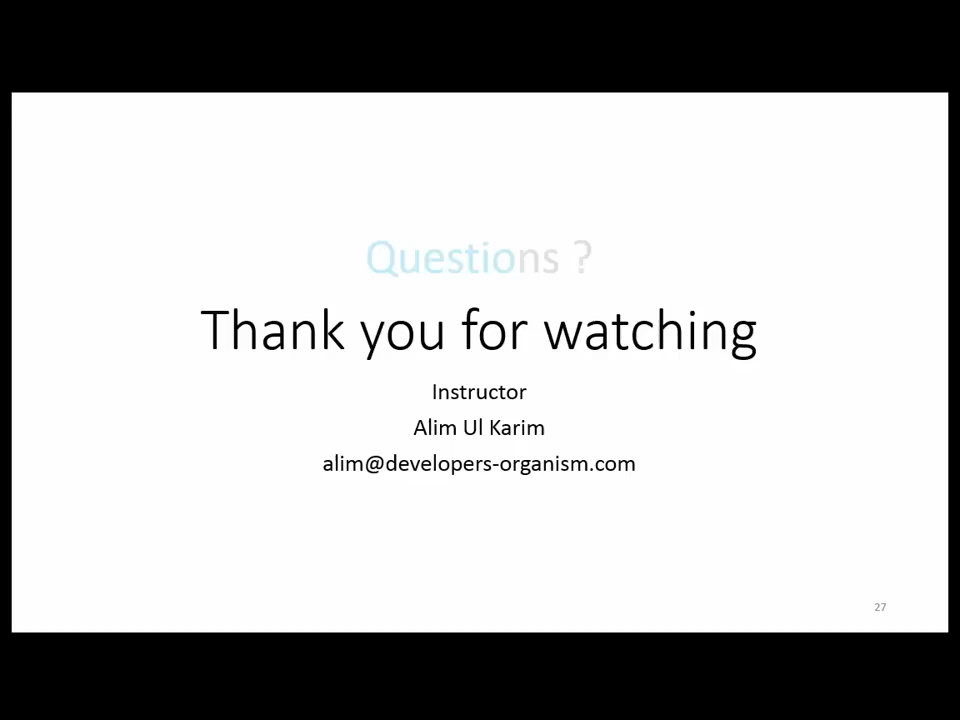 Questions ?
Thank you for watching
Instructor
Alim Ul Karim
alim@developers-organism.com
27